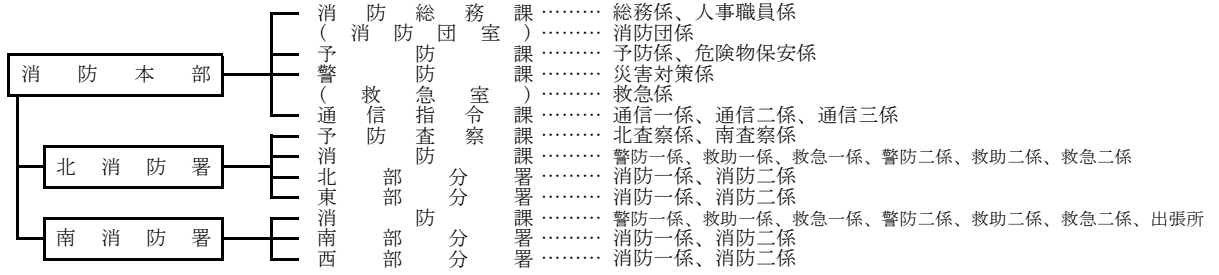 消防総務課………総務係、人事職員係
(消防団室)………消防団係
予防課………予防係、危険物保安係
消防本部
警防課………災害対策係
(救急室)………救急係
通信指令課………通信一係、通信二係、通信三係
予防査察課………北査察係、南査察係
消防課………警防一係、救助一係、救急一係、警防二係、救助二係、救急二係
北消防署
北部分署………消防一係、消防二係
東部分署………消防一係、消防二係
消防課………警防一係、救助一係、救急一係、警防二係、救助二係、救急二係、出張所
南消防署
南部分署………消防一係、消防二係
西部分署………消防一係、消防二係